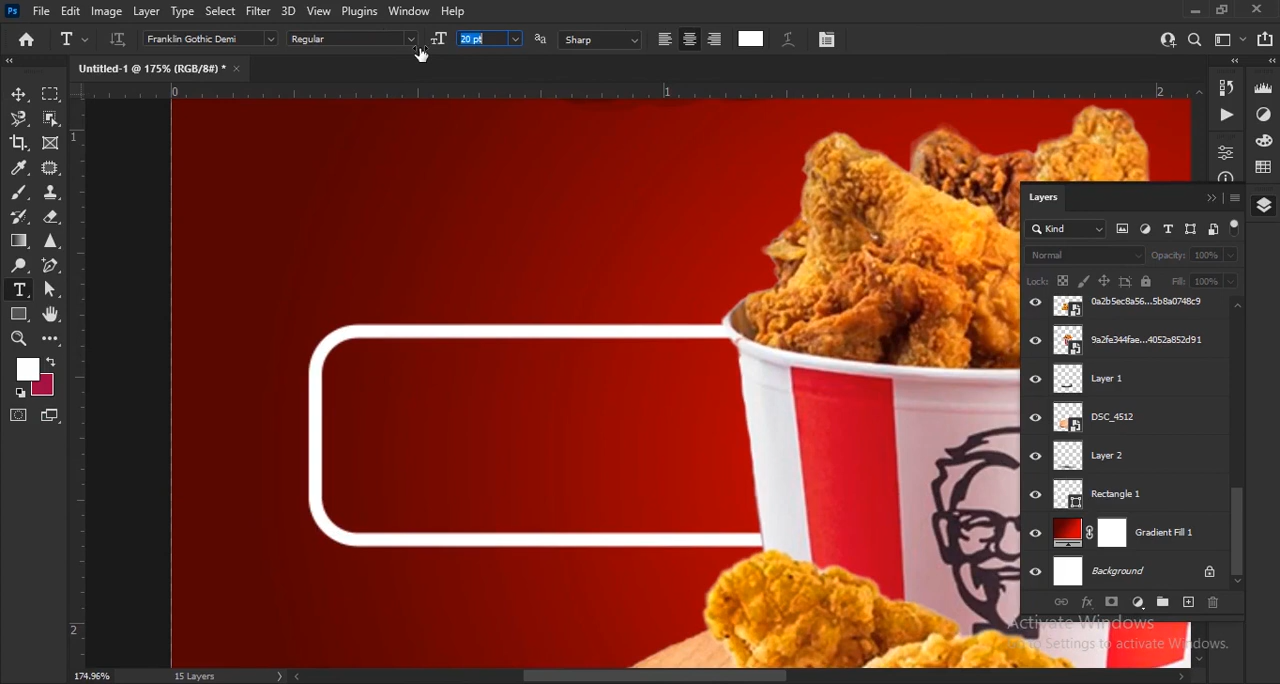 Ps File Edit Image Layer Type Select Filter 3D View Plugins Window Help
T Franklin Gothic Demi Regular 20 pt Sharp
Untitled-1 @ 175% (RGB/8#) *
0 1 2
1
2
Layers
Kind
Normal Opacity: 100%
Lock: Fill: 100%
0a2b5ec8a56...5b8a0748c9
9a2fe344fae...4052a852d91
Layer 1
DSC_4512
Layer 2
Rectangle 1
Gradient Fill 1
Background
Activate Windows
Go to Settings to activate Windows.
174.96% 15 Layers